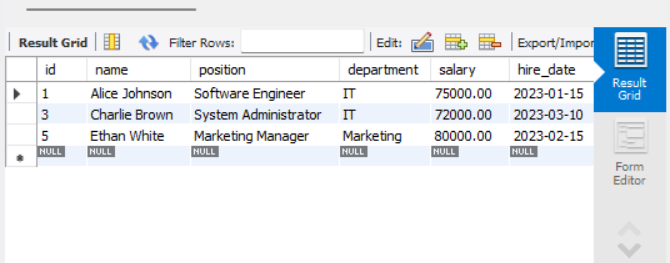 Result Grid Filter Rows: Edit: Export/Impor
id name position department salary hire_date
1 Alice Johnson Software Engineer IT 75000.00 2023-01-15
3 Charlie Brown System Administrator IT 72000.00 2023-03-10
5 Ethan White Marketing Manager Marketing 80000.00 2023-02-15
NULL NULL NULL NULL NULL NULL
Result
Grid
Form
Editor